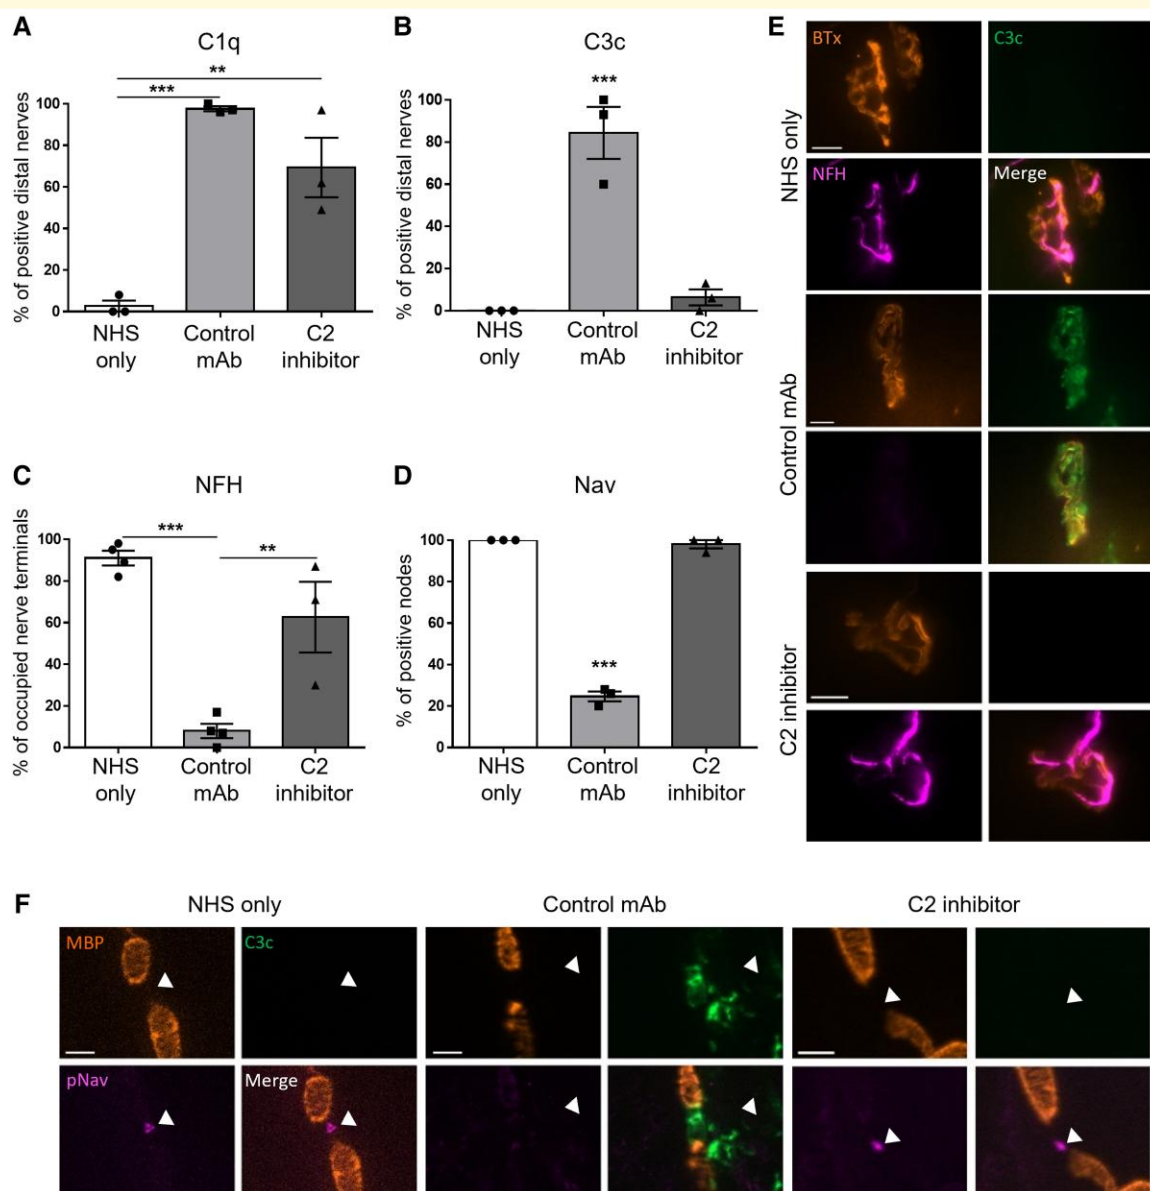 A
C1q
**
***
100
80
60
40
20
0
% of positive distal nerves
NHS only
Control mAb
C2 inhibitor
B
C3c
***
100
80
60
40
20
0
% of positive distal nerves
NHS only
Control mAb
C2 inhibitor
C
NFH
***
**
100
80
60
40
20
0
% of occupied nerve terminals
NHS only
Control mAb
C2 inhibitor
D
Nav
***
100
80
60
40
20
0
% of positive nodes
NHS only
Control mAb
C2 inhibitor
E
NHS only
BTx
C3c
NFH
Merge
Control mAb
C2 inhibitor
F
NHS only
Control mAb
C2 inhibitor
MBP
C3c
pNav
Merge